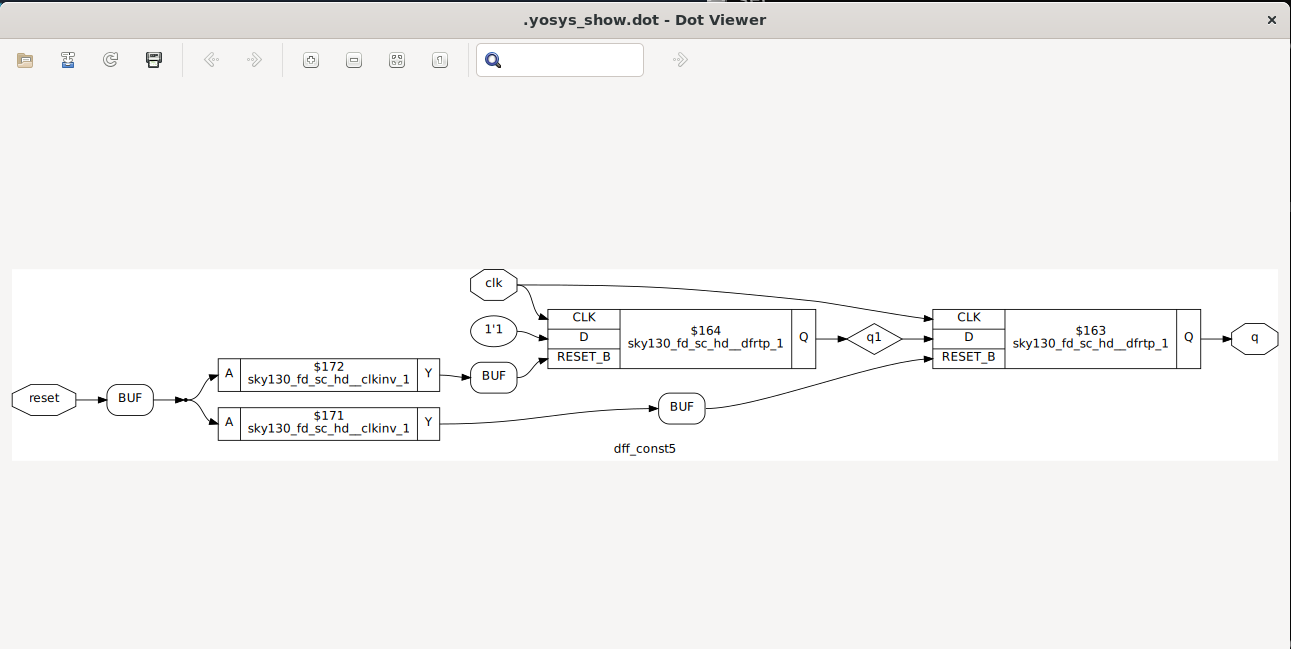 .yosys_show.dot - Dot Viewer
clk
1'1
CLK
D
RESET_B
$164
sky130_fd_sc_hd__dfrtp_1
Q
q1
CLK
D
RESET_B
$163
sky130_fd_sc_hd__dfrtp_1
Q
q
reset
BUF
A
$172
sky130_fd_sc_hd__clkinv_1
Y
BUF
A
$171
sky130_fd_sc_hd__clkinv_1
Y
BUF
dff_const5